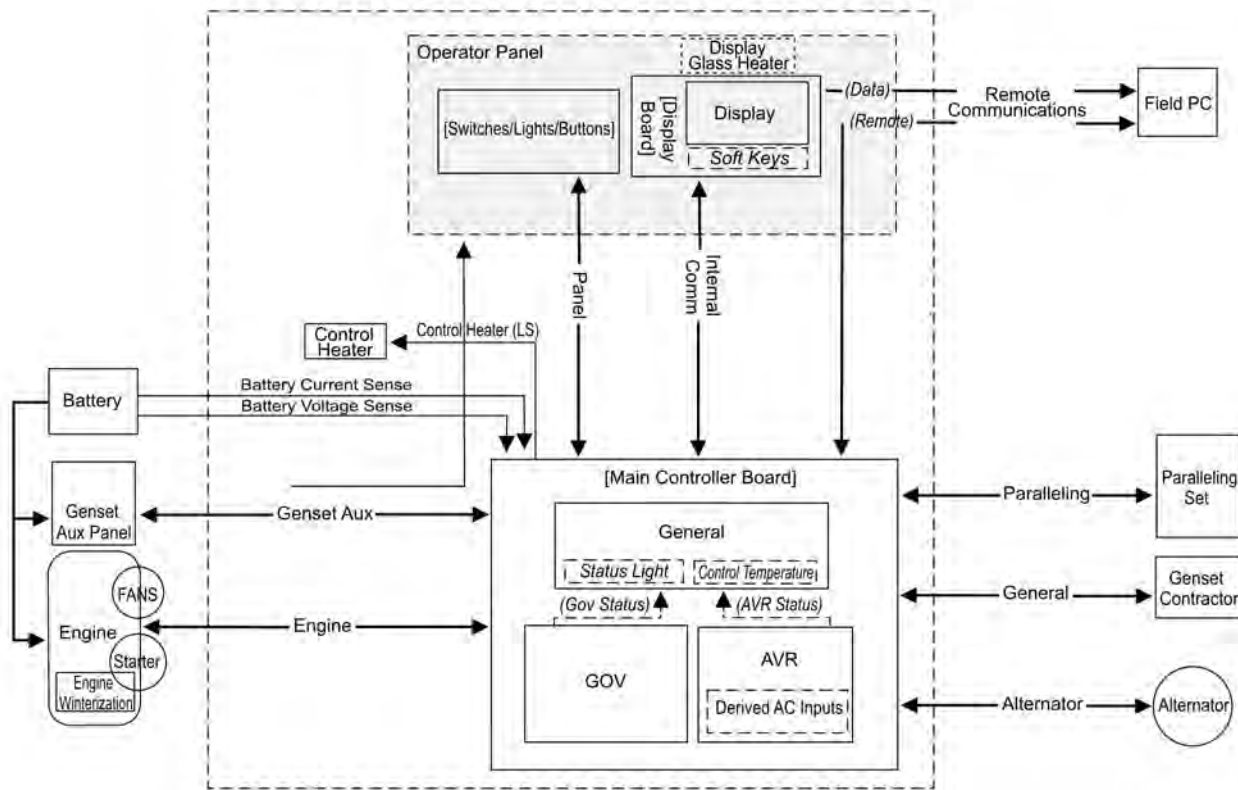 Operator Panel
Display
Glass Heater
[Switches/Lights/Buttons]
[Display
Board]
Display
Soft Keys
(Data)
(Remote)
Remote
Communications
Field PC
Panel
Internal
Comm
Control
Heater
Control Heater (LS)
Battery
Battery Current Sense
Battery Voltage Sense
[Main Controller Board]
Genset
Aux Panel
Genset Aux
General
Status Light
Control Temperature
Paralleling
Paralleling
Set
(Gov Status)
(AVR Status)
General
Genset
Contractor
FANS
Engine
Starter
Engine
Winterization
Engine
GOV
AVR
Derived AC Inputs
Alternator
Alternator